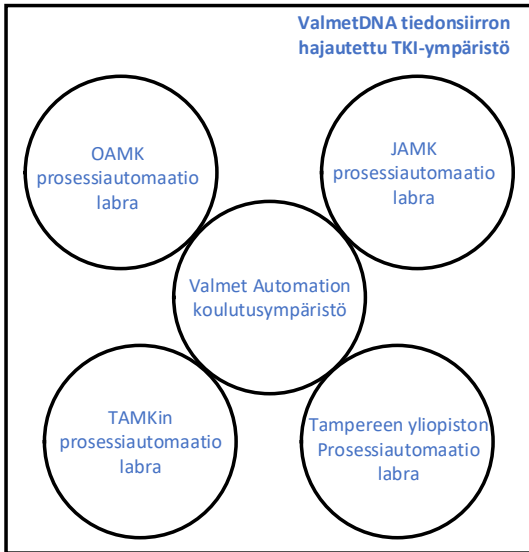 ValmetDNA tiedonsiirron
hajautettu TKI-ympäristö
OAMK
prosessiautomaatio
labra
JAMK
prosessiautomaatio
labra
Valmet Automation
koulutusympäristö
TAMKin
prosessiautomaatio
labra
Tampereen yliopiston
Prosessiautomaatio
labra